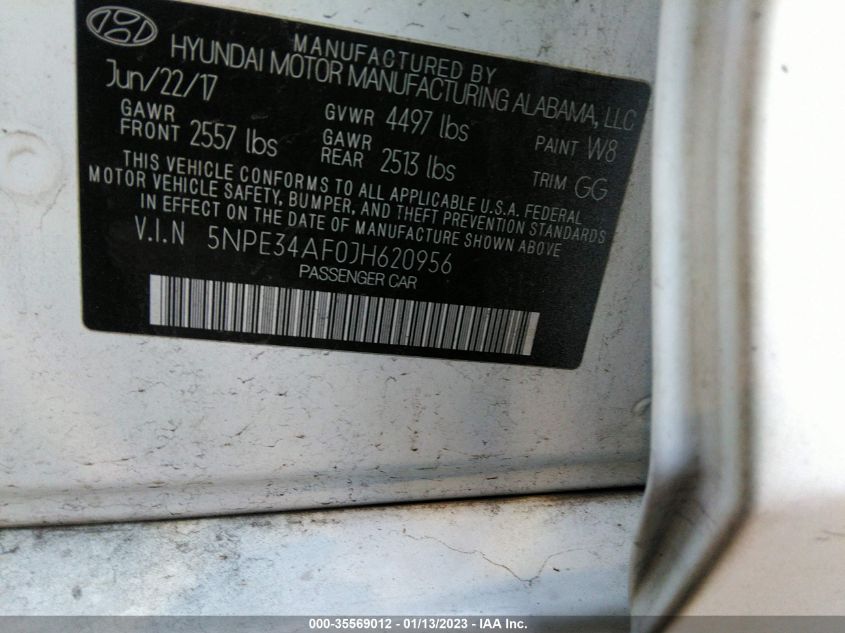 MANUFACTURED BY
HYUNDAI MOTOR MANUFACTURING ALABAMA, LLC
Jun/22/17
GAWR FRONT 2557 lbs
GVWR 4497 lbs
GAWR REAR 2513 lbs
PAINT W8
TRIM GG
THIS VEHICLE CONFORMS TO ALL APPLICABLE U.S.A. FEDERAL
MOTOR VEHICLE SAFETY, BUMPER, AND THEFT PREVENTION STANDARDS
IN EFFECT ON THE DATE OF MANUFACTURE SHOWN ABOVE
V.I.N 5NPE34AF0JH620956
PASSENGER CAR
000-35569012 - 01/13/2023 - IAA Inc.